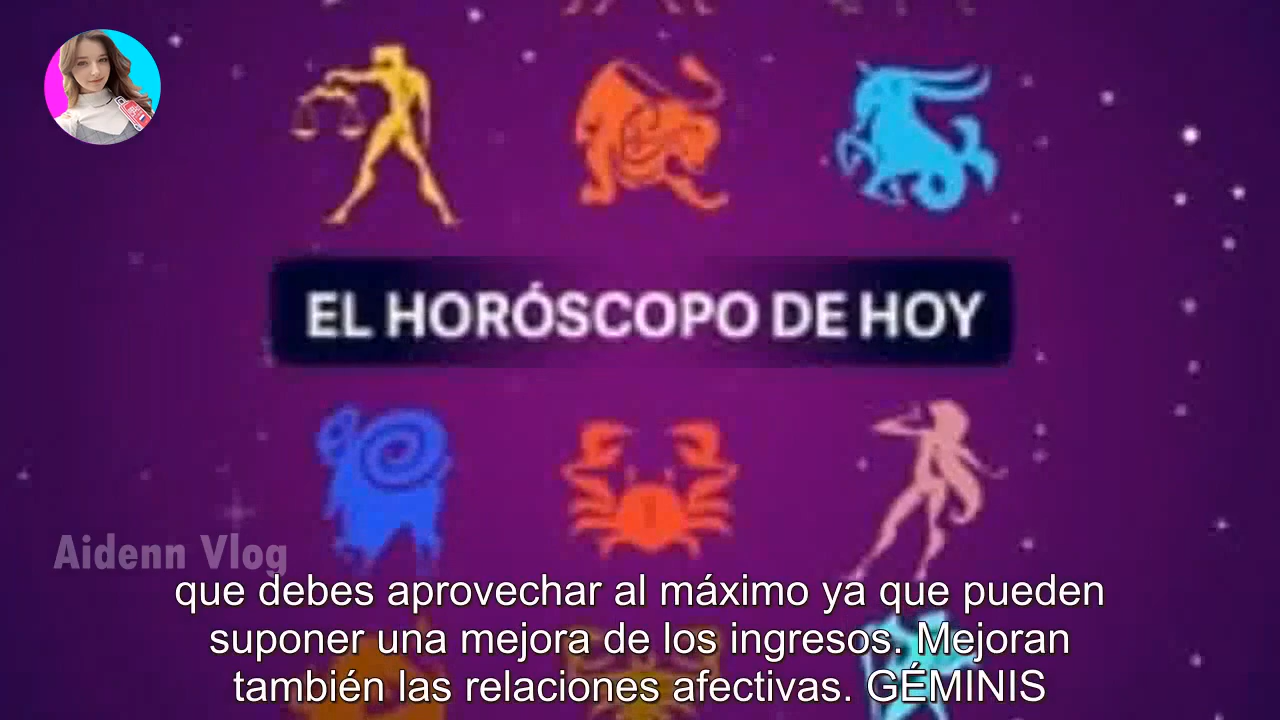 EL HORÓSCOPO DE HOY
Aidenn Vlog
que debes aprovechar al máximo ya que pueden
suponer una mejora de los ingresos. Mejoran
también las relaciones afectivas. GÉMINIS